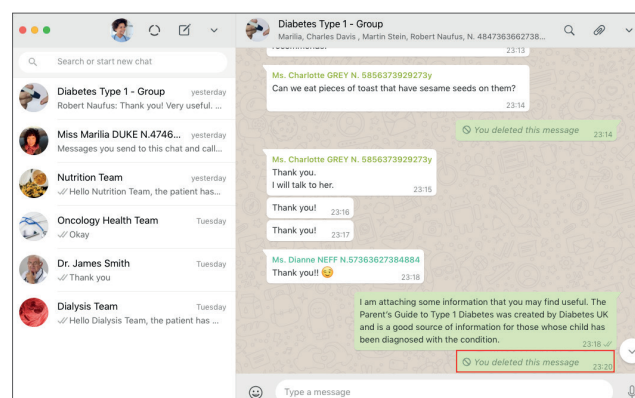 Diabetes Type 1 - Group
Marilia, Charles Davis , Martin Stein, Robert Naufus, N. 4847363662738...
Search or start new chat
Diabetes Type 1 - Group yesterday
Robert Naufus: Thank you! Very useful. ...
Miss Marilia DUKE N.4746... yesterday
Messages you send to this chat and call...
Nutrition Team yesterday
Hello Nutrition Team, the patient has...
Oncology Health Team Tuesday
Okay
Dr. James Smith Tuesday
Thank you
Dialysis Team Tuesday
Hello Dialysis Team, the patient has ...
23:13
Ms. Charlotte GREY N. 5856373929273y
Can we eat pieces of toast that have sesame seeds on them?
23:14
You deleted this message 23:14
Ms. Charlotte GREY N. 5856373929273y
Thank you.
I will talk to her.
23:15
Thank you! 23:16
Thank you! 23:17
Ms. Dianne NEFF N.57363627384884
Thank you!!
23:18
I am attaching some information that you may find useful. The
Parent's Guide to Type 1 Diabetes was created by Diabetes UK
and is a good source of information for those whose child has
been diagnosed with the condition.
23:18
You deleted this message 23:20
Type a message